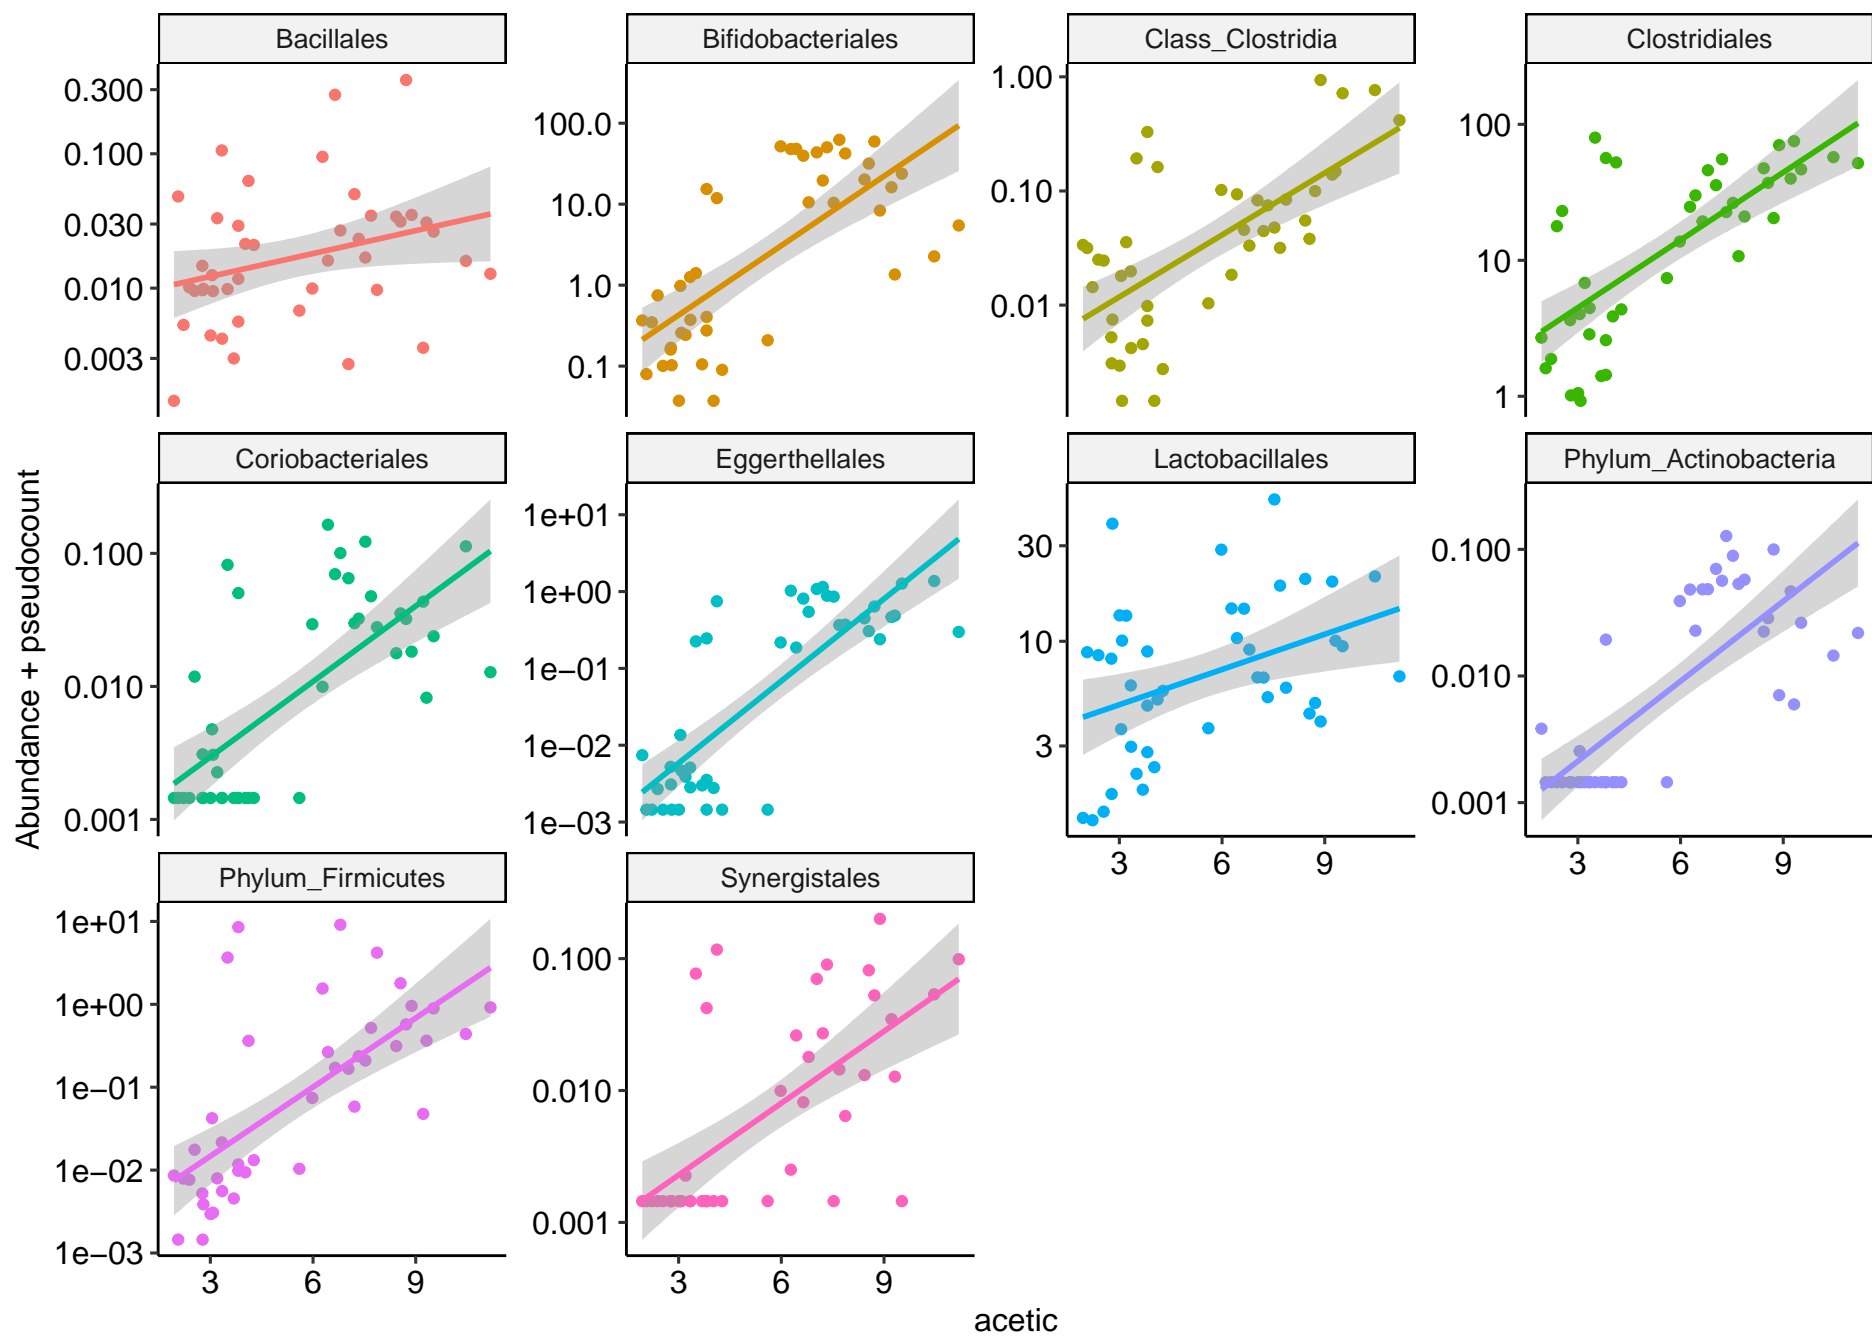 Bacillales
Bifidobacteriales
Class_Clostridia
Clostridiales
0.300
0.100
0.030
0.010
0.003
100.0
10.0
1.0
0.1
1.00
0.10
0.01
100
10
1
Coriobacteriales
Eggerthellales
Lactobacillales
Phylum_Actinobacteria
0.100
0.010
0.001
1e+01
1e+00
1e−01
1e−02
1e−03
30
10
3
0.100
0.010
0.001
3 6 9
3 6 9
Phylum_Firmicutes
Synergistales
1e+01
1e+00
1e−01
1e−02
1e−03
0.100
0.010
0.001
3 6 9
3 6 9
Abundance + pseudocount
acetic